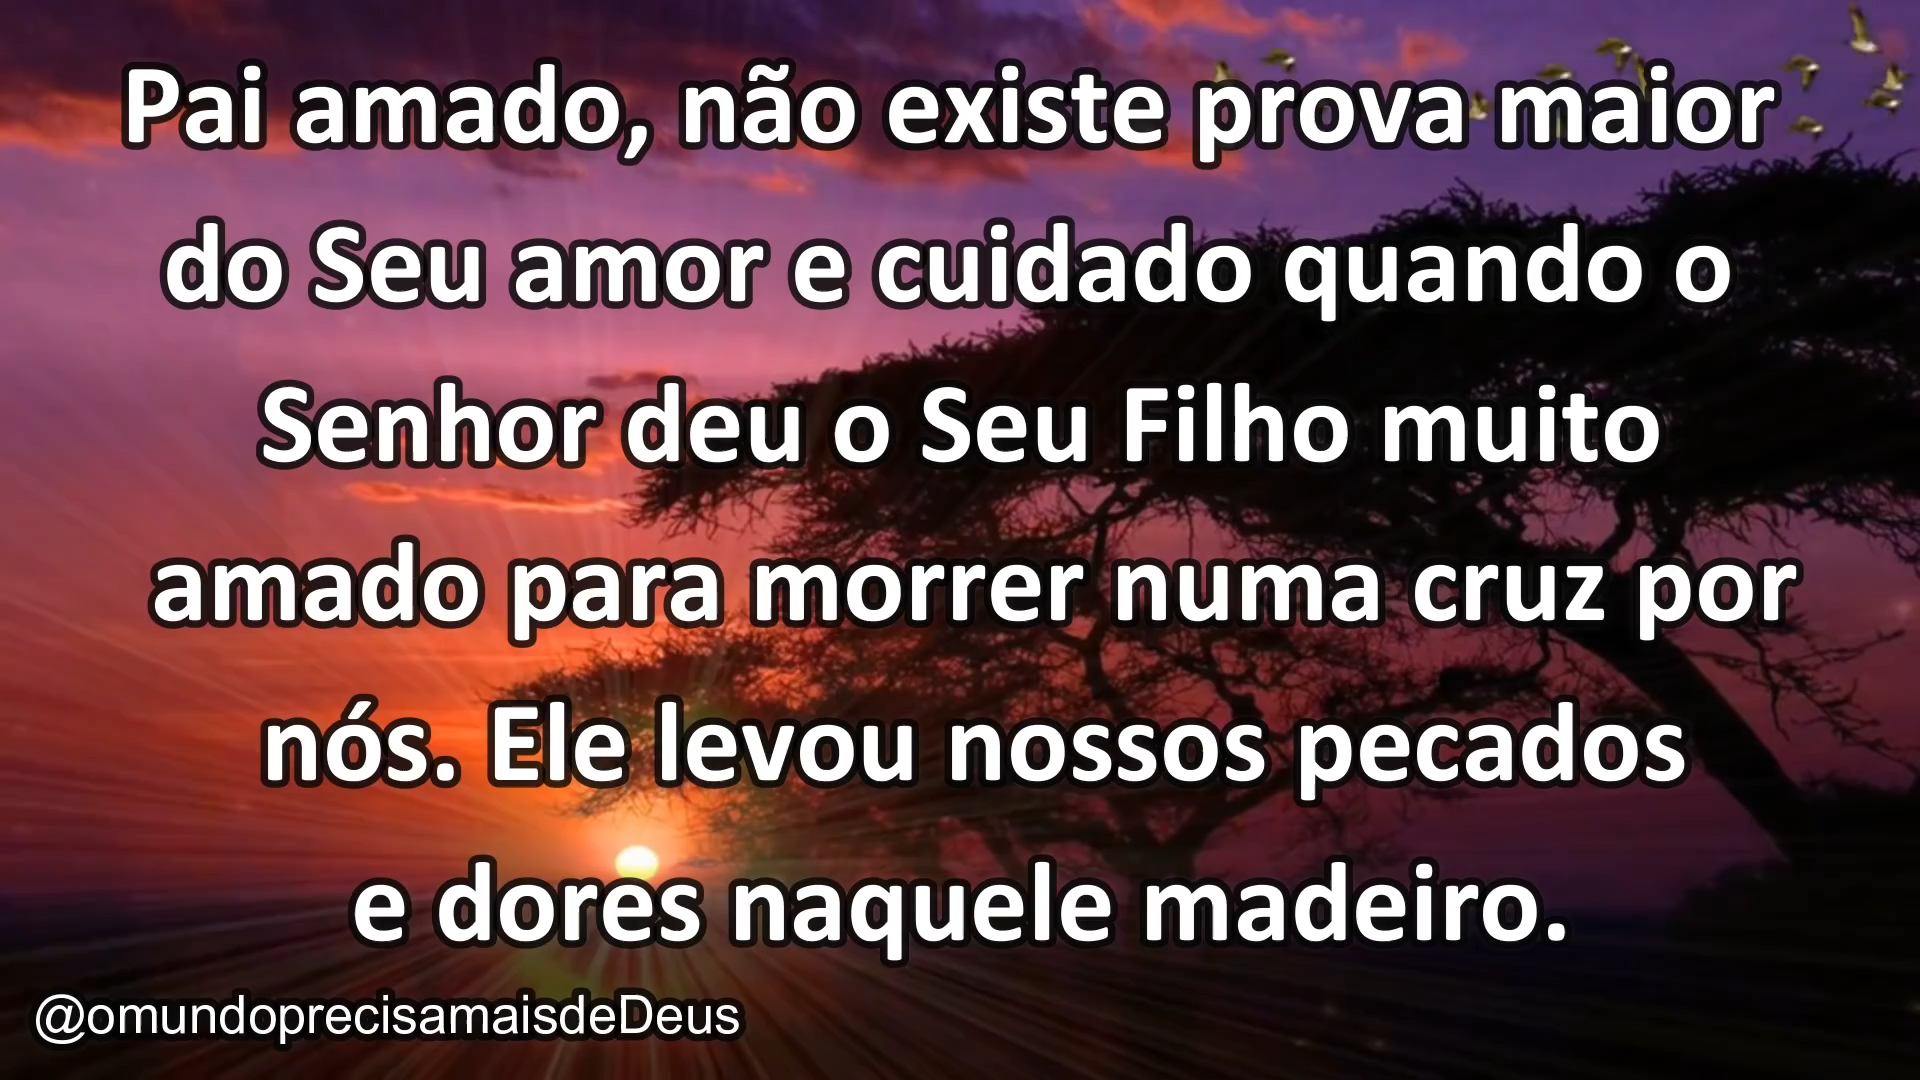 Pai amado, não existe prova maior
do Seu amor e cuidado quando o
Senhor deu o Seu Filho muito
amado para morrer numa cruz por
nós. Ele levou nossos pecados
e dores naquele madeiro.
@omundoprecisamaisdeDeus